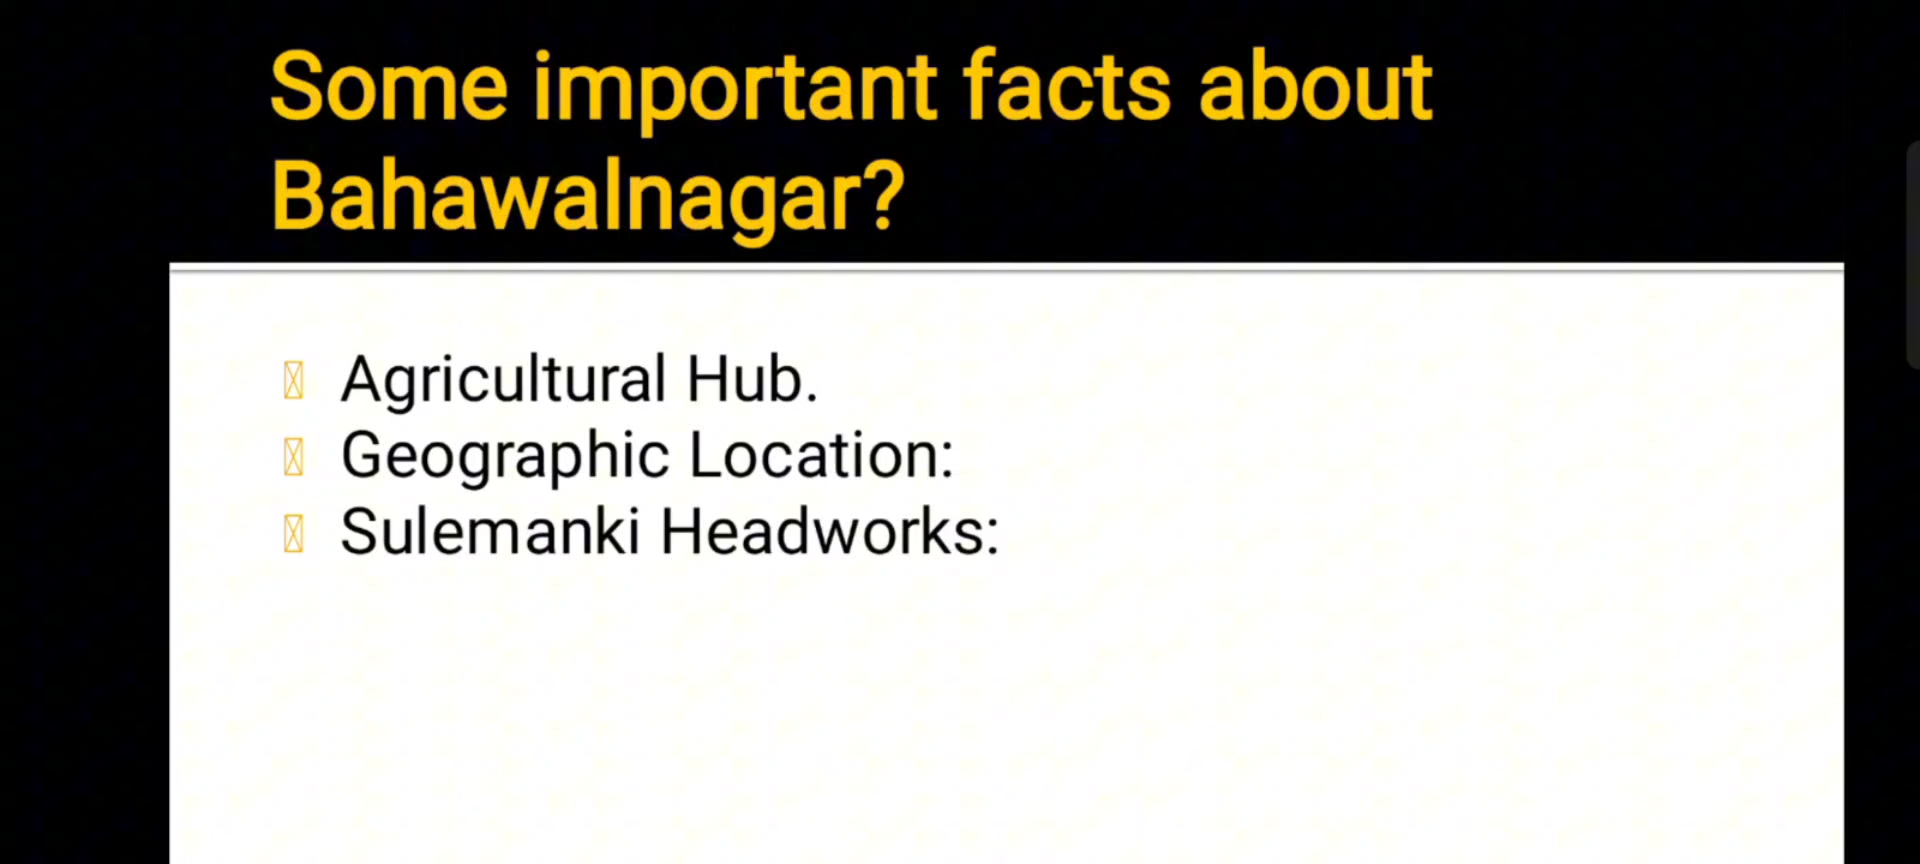 Some important facts about
Bahawalnagar?
Agricultural Hub.
Geographic Location:
Sulemanki Headworks: